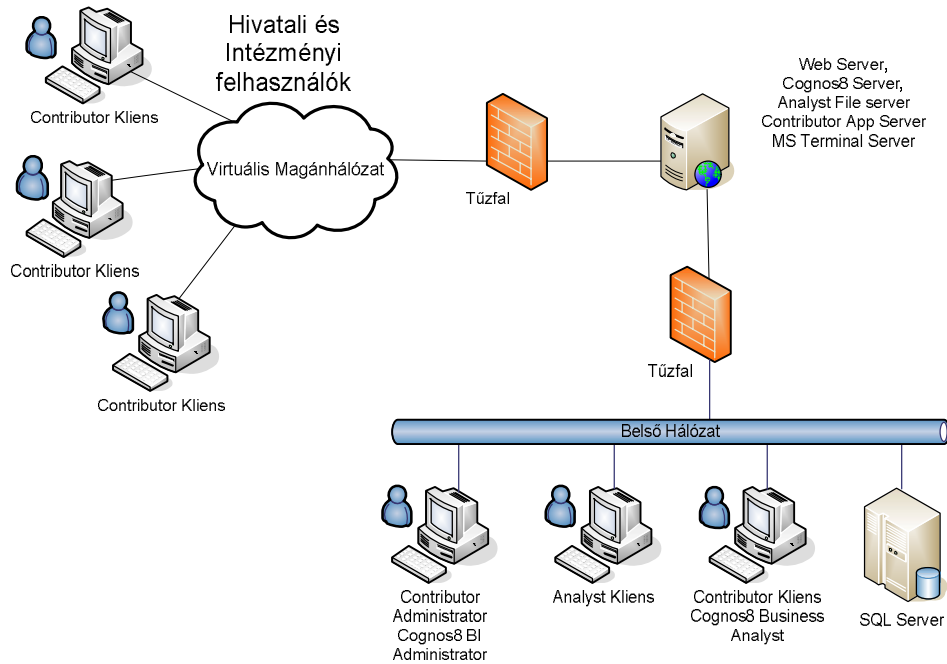 Hivatali és
Intézményi
felhasználók
Contributor Kliens
Virtuális Magánhálózat
Contributor Kliens
Contributor Kliens
Tűzfal
Web Server,
Cognos8 Server,
Analyst File server
Contributor App Server
MS Terminal Server
Tűzfal
Belső Hálózat
Contributor
Administrator
Cognos8 BI
Administrator
Analyst Kliens
Contributor Kliens
Cognos8 Business
Analyst
SQL Server